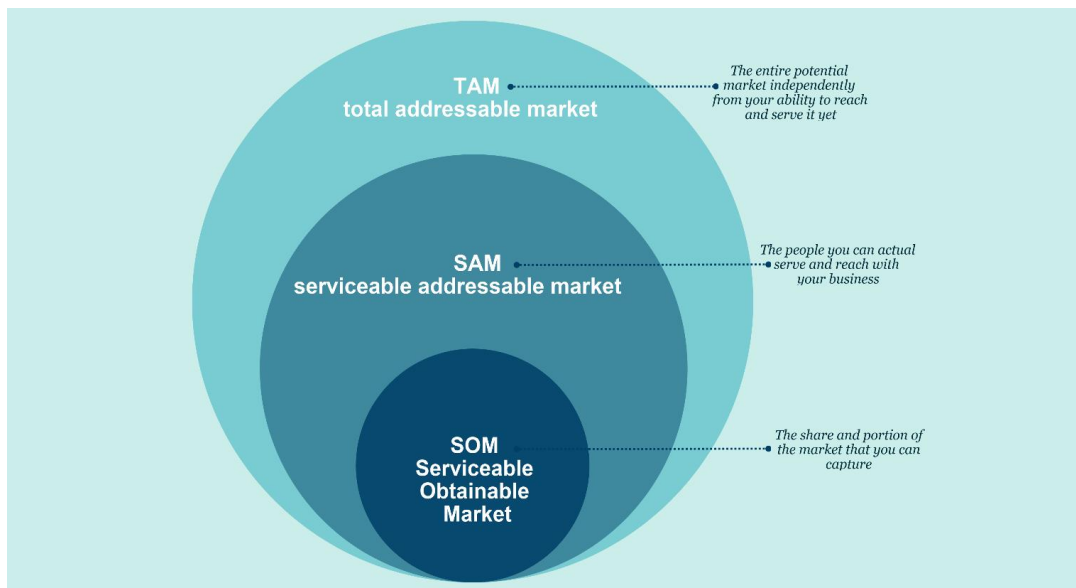 TAM
total addressable market
The entire potential
market independently
from your ability to reach
and serve it yet
SAM
serviceable addressable market
The people you can actual
serve and reach with
your business
SOM
Serviceable
Obtainable
Market
The share and portion of
the market that you can
capture